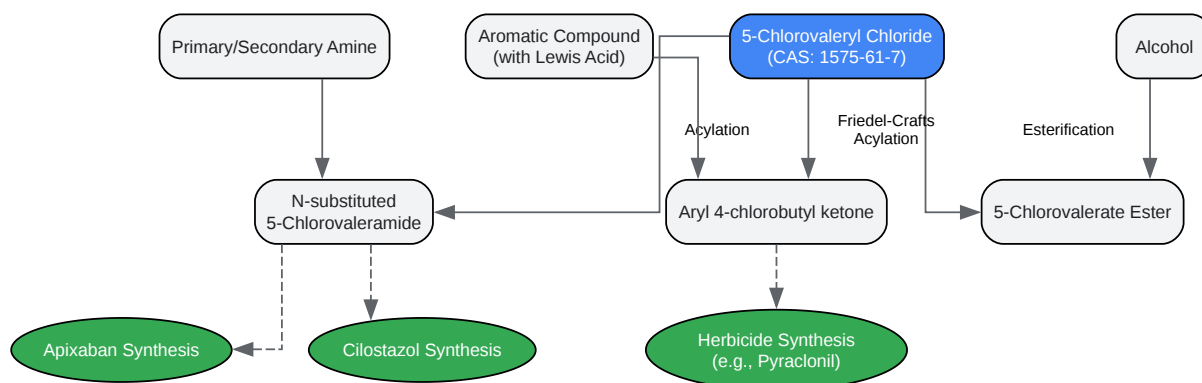 Primary/Secondary Amine
Aromatic Compound
(with Lewis Acid)
5-Chlorovaleryl Chloride
(CAS: 1575-61-7)
Alcohol
Acylation
Friedel-Crafts
Acylation
Esterification
N-substituted
5-Chlorovaleramide
Aryl 4-chlorobutyl ketone
5-Chlorovalerate Ester
Apixaban Synthesis
Cilostazol Synthesis
Herbicide Synthesis
(e.g., Pyraclonil)